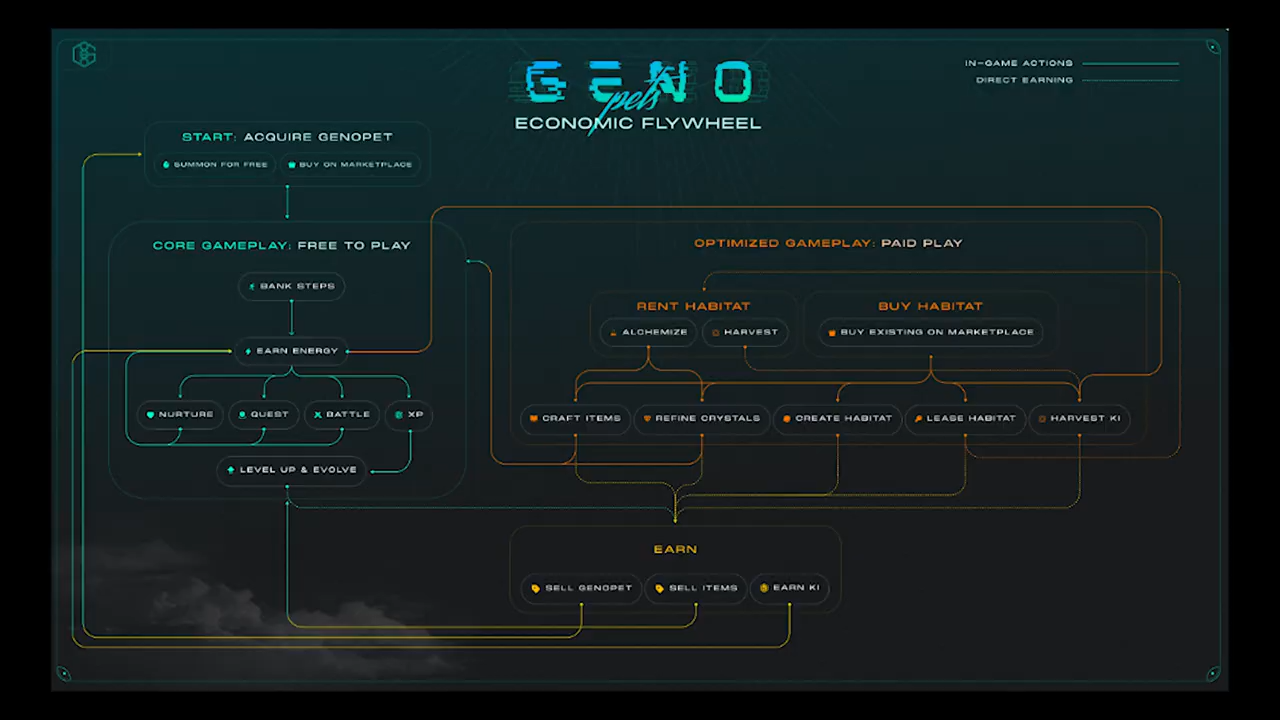 GENO
pets
ECONOMIC FLYWHEEL
IN-GAME ACTIONS
DIRECT EARNING
START: ACQUIRE GENOPET
SUMMON FOR FREE
BUY ON MARKETPLACE
CORE GAMEPLAY: FREE TO PLAY
BANK STEPS
EARN ENERGY
NURTURE
QUEST
BATTLE
XP
LEVEL UP & EVOLVE
OPTIMIZED GAMEPLAY: PAID PLAY
RENT HABITAT
ALCHEMIZE
HARVEST
BUY HABITAT
BUY EXISTING ON MARKETPLACE
CRAFT ITEMS
REFINE CRYSTALS
CREATE HABITAT
LEASE HABITAT
HARVEST KI
EARN
SELL GENOPET
SELL ITEMS
EARN KI